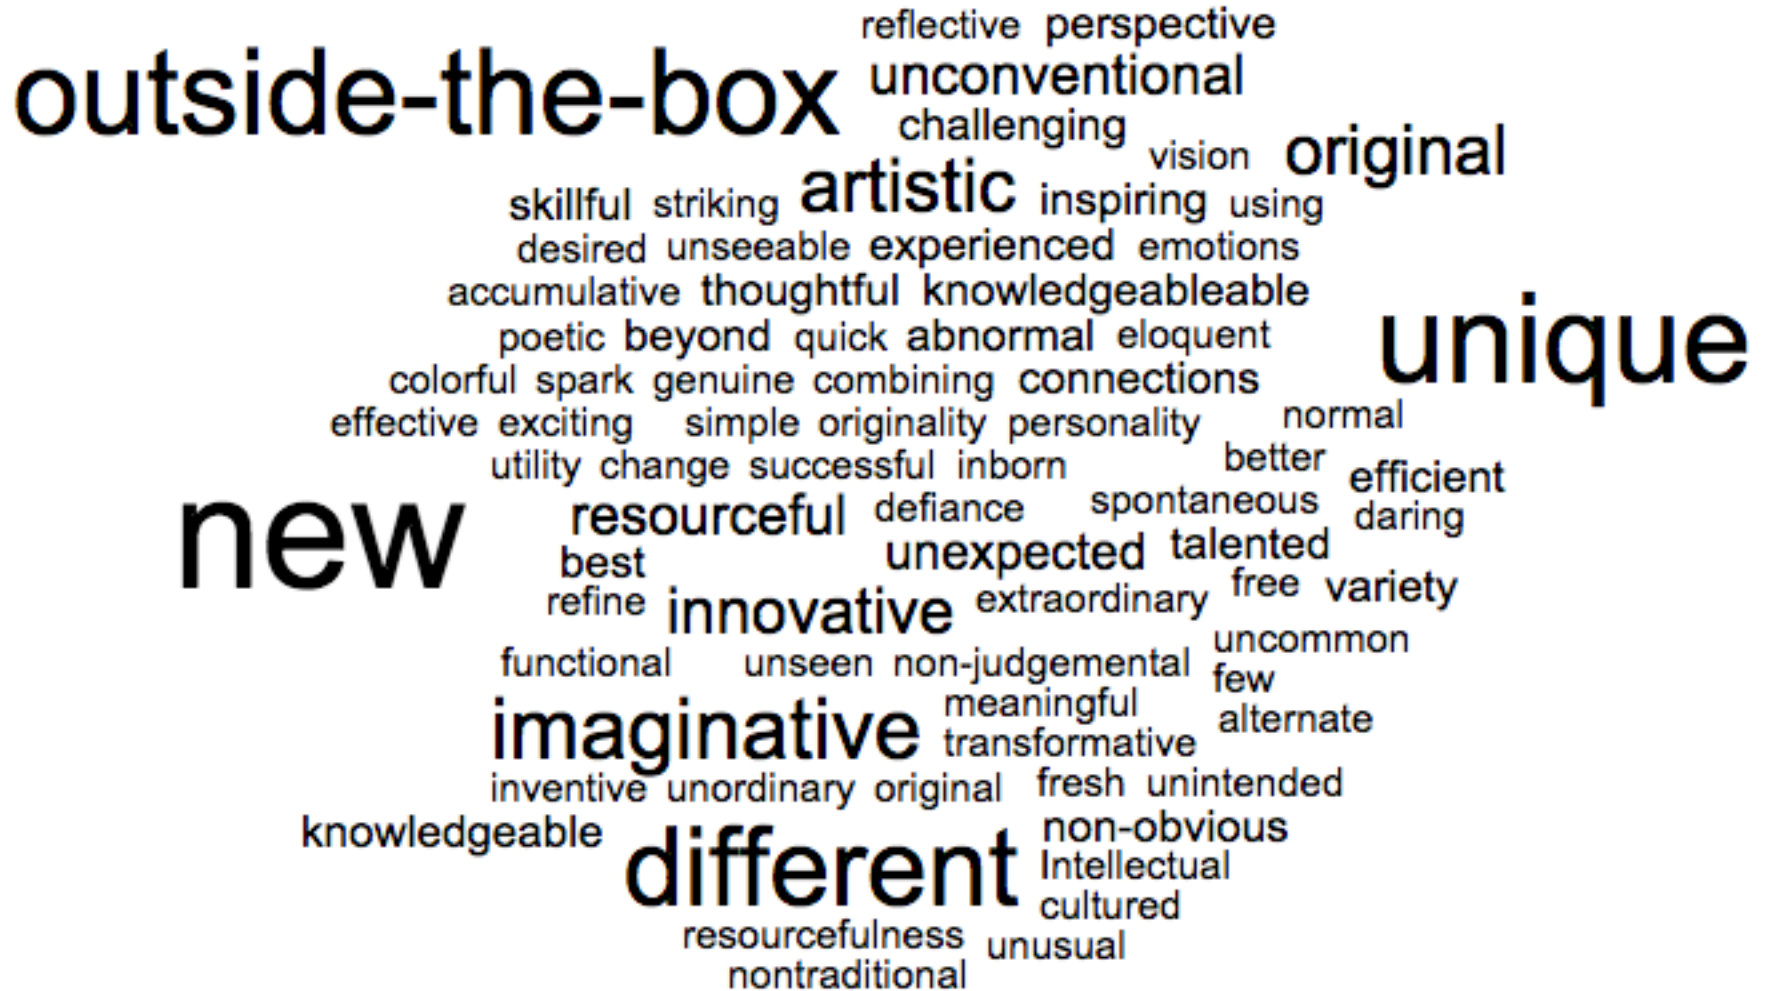 reflective perspective
outside-the-box unconventional
challenging
vision original
skillful striking artistic inspiring using
desired unseeable experienced emotions
accumulative thoughtful knowledgeableable
unique
poetic beyond quick abnormal eloquent
colorful spark genuine combining connections
effective exciting simple originality personality normal
utility change successful inborn better efficient
new resourceful defiance spontaneous daring
best unexpected talented
refine innovative extraordinary free variety
uncommon
functional unseen non-judgemental few
imaginative meaningful alternate
transformative
inventive unordinary original fresh unintended
knowledgeable different non-obvious
Intellectual
cultured
resourcefulness unusual
nontraditional